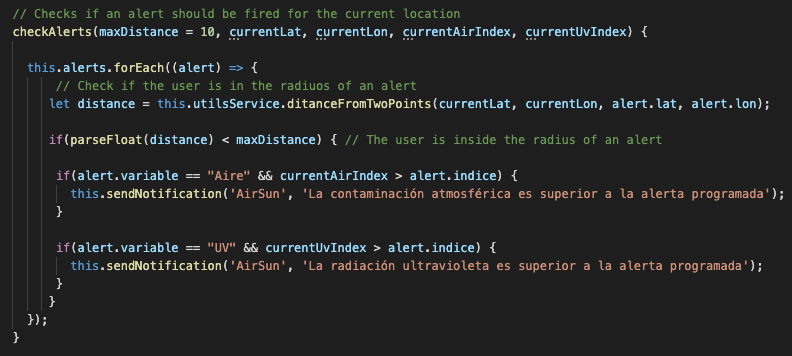 // Checks if an alert should be fired for the current location
checkAlerts(maxDistance = 10, currentLat, currentLon, currentAirIndex, currentUvIndex) {
this.alerts.forEach((alert) => {
// Check if the user is in the radiuos of an alert
let distance = this.utilsService.ditanceFromTwoPoints(currentLat, currentLon, alert.lat, alert.lon);
if(parseFloat(distance) < maxDistance) { // The user is inside the radius of an alert
if(alert.variable == "Aire" && currentAirIndex > alert.indice) {
this.sendNotification('AirSun', 'La contaminación atmosférica es superior a la alerta programada');
}
if(alert.variable == "UV" && currentUvIndex > alert.indice) {
this.sendNotification('AirSun', 'La radiación ultravioleta es superior a la alerta programada');
}
}
});
}